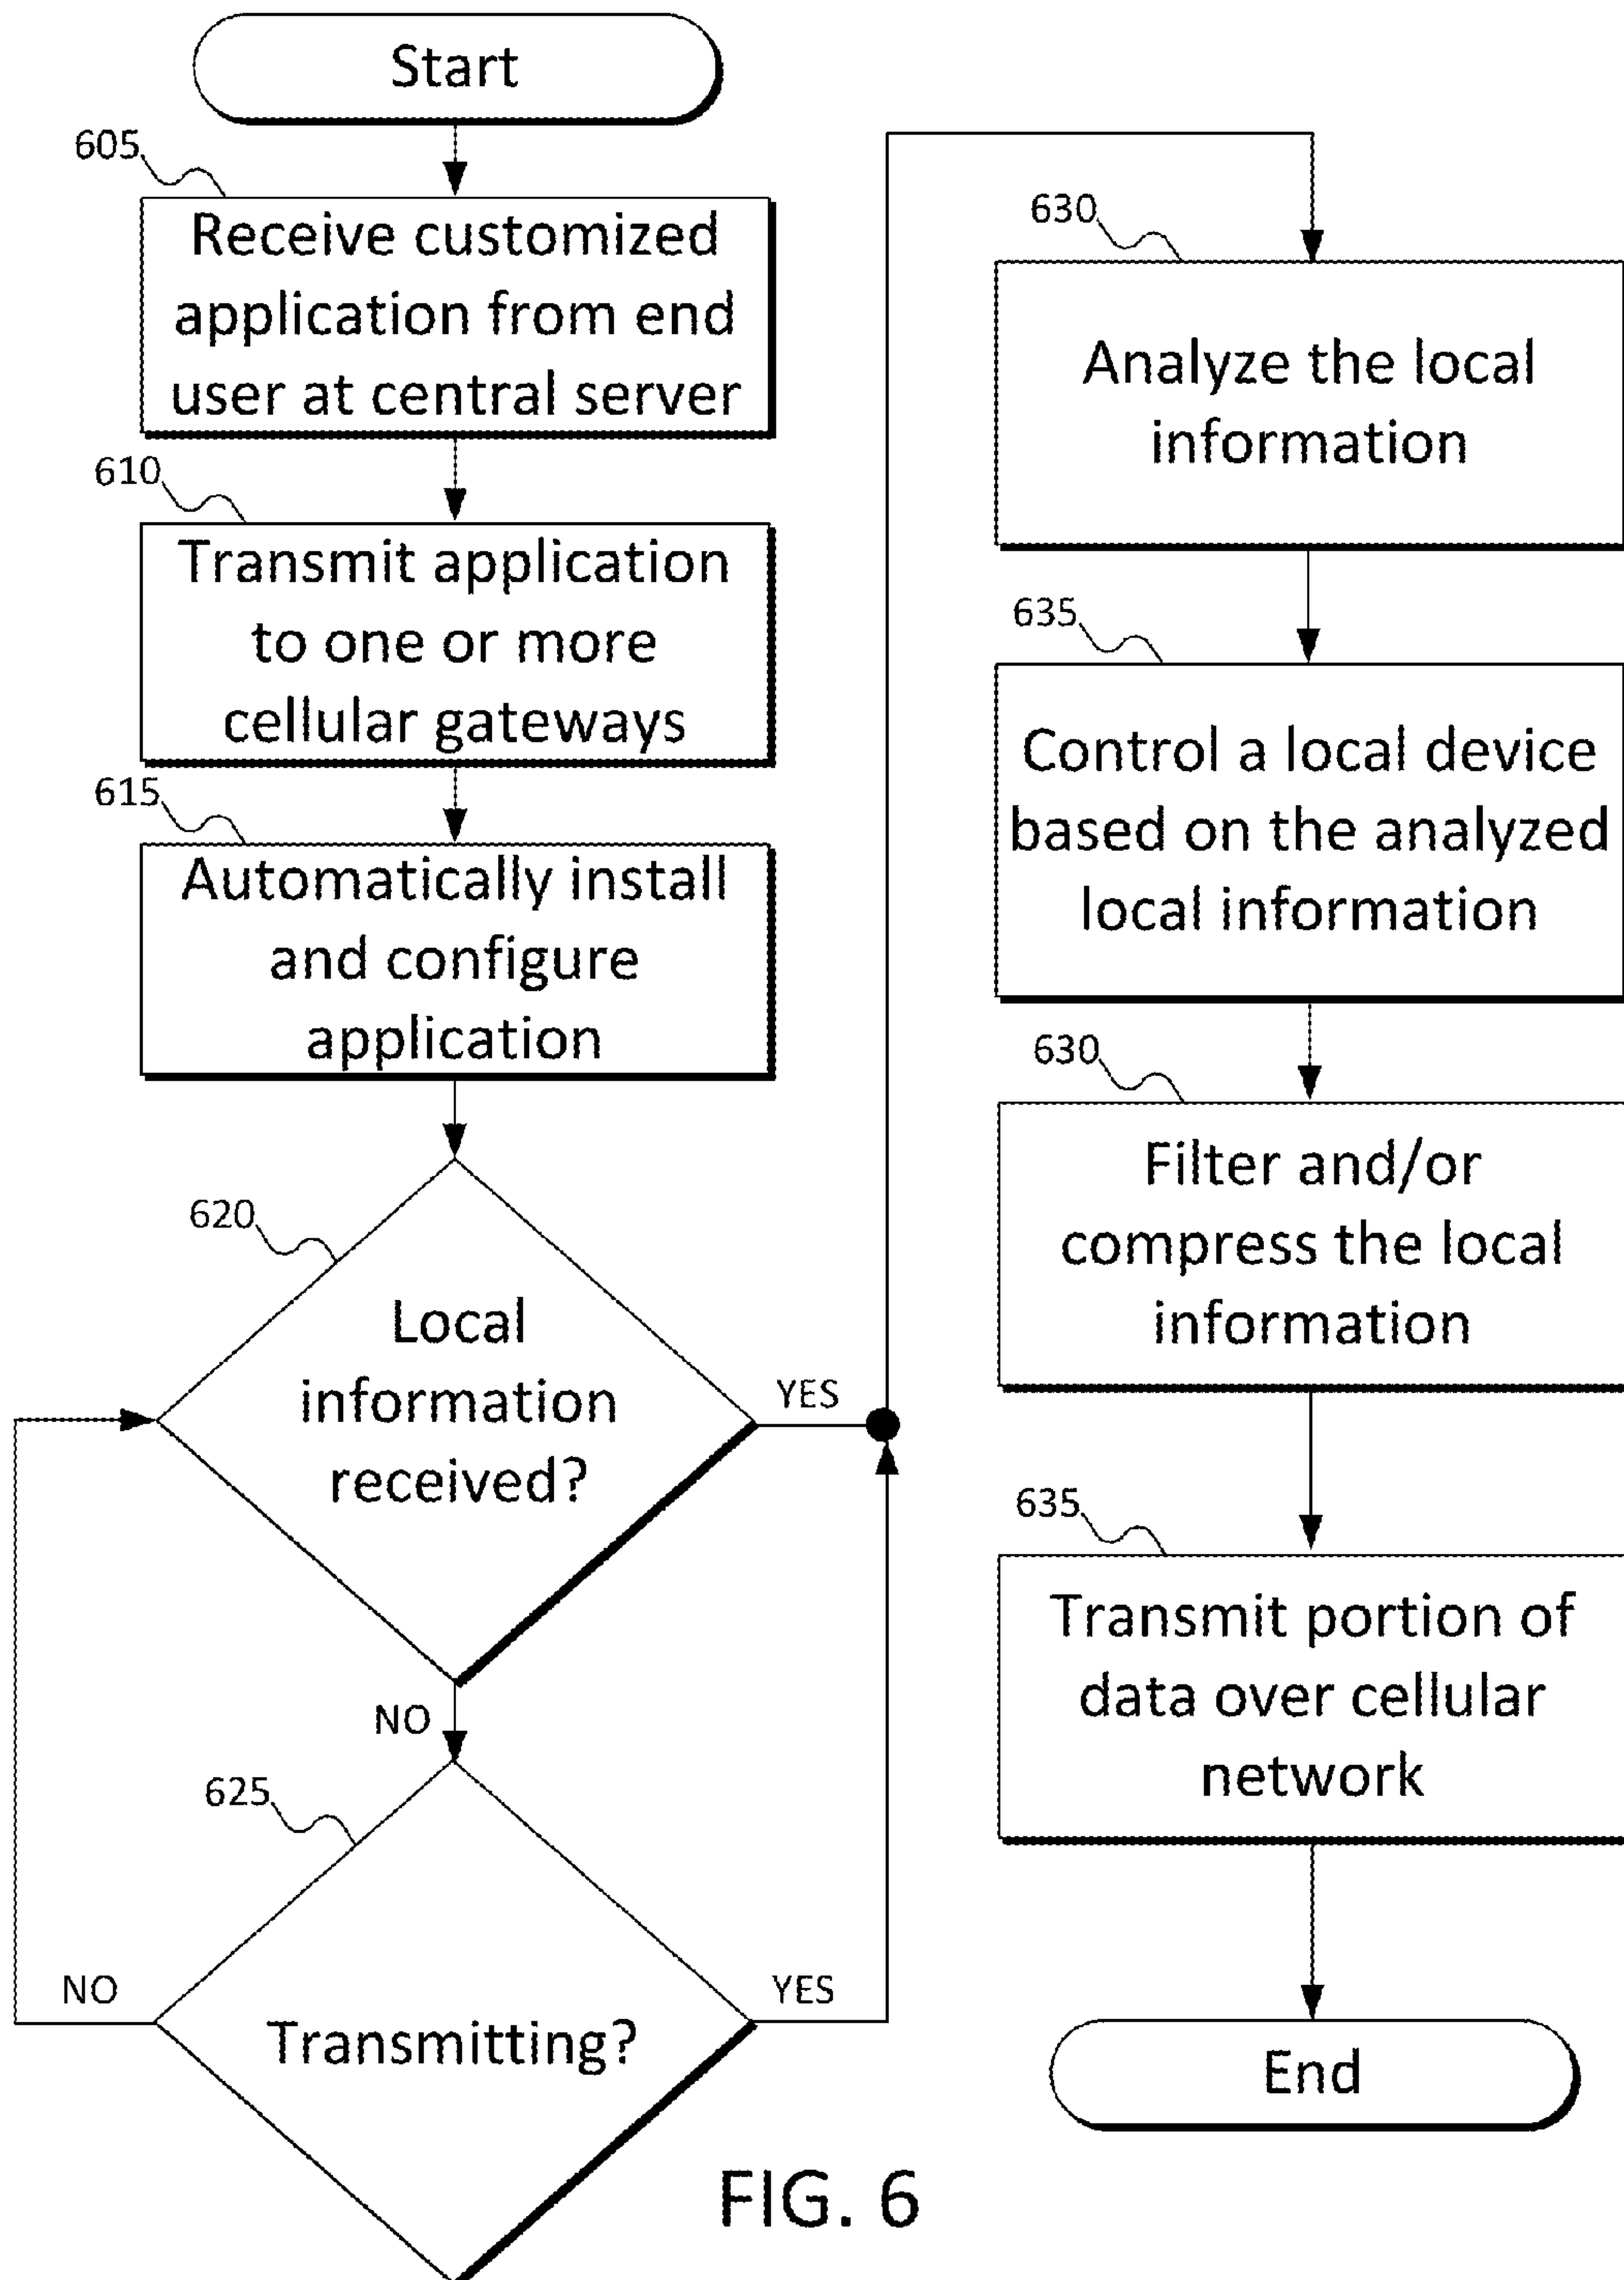 Start
605
Receive customized
application from end
user at central server
610
Transmit application
to one or more
cellular gateways
615
Automatically install
and configure
application
620
Local
information
received?
YES
NO
625
Transmitting?
NO
YES
630
Analyze the local
information
635
Control a local device
based on the analyzed
local information
630
Filter and/or
compress the local
information
635
Transmit portion of
data over cellular
network
End
FIG. 6